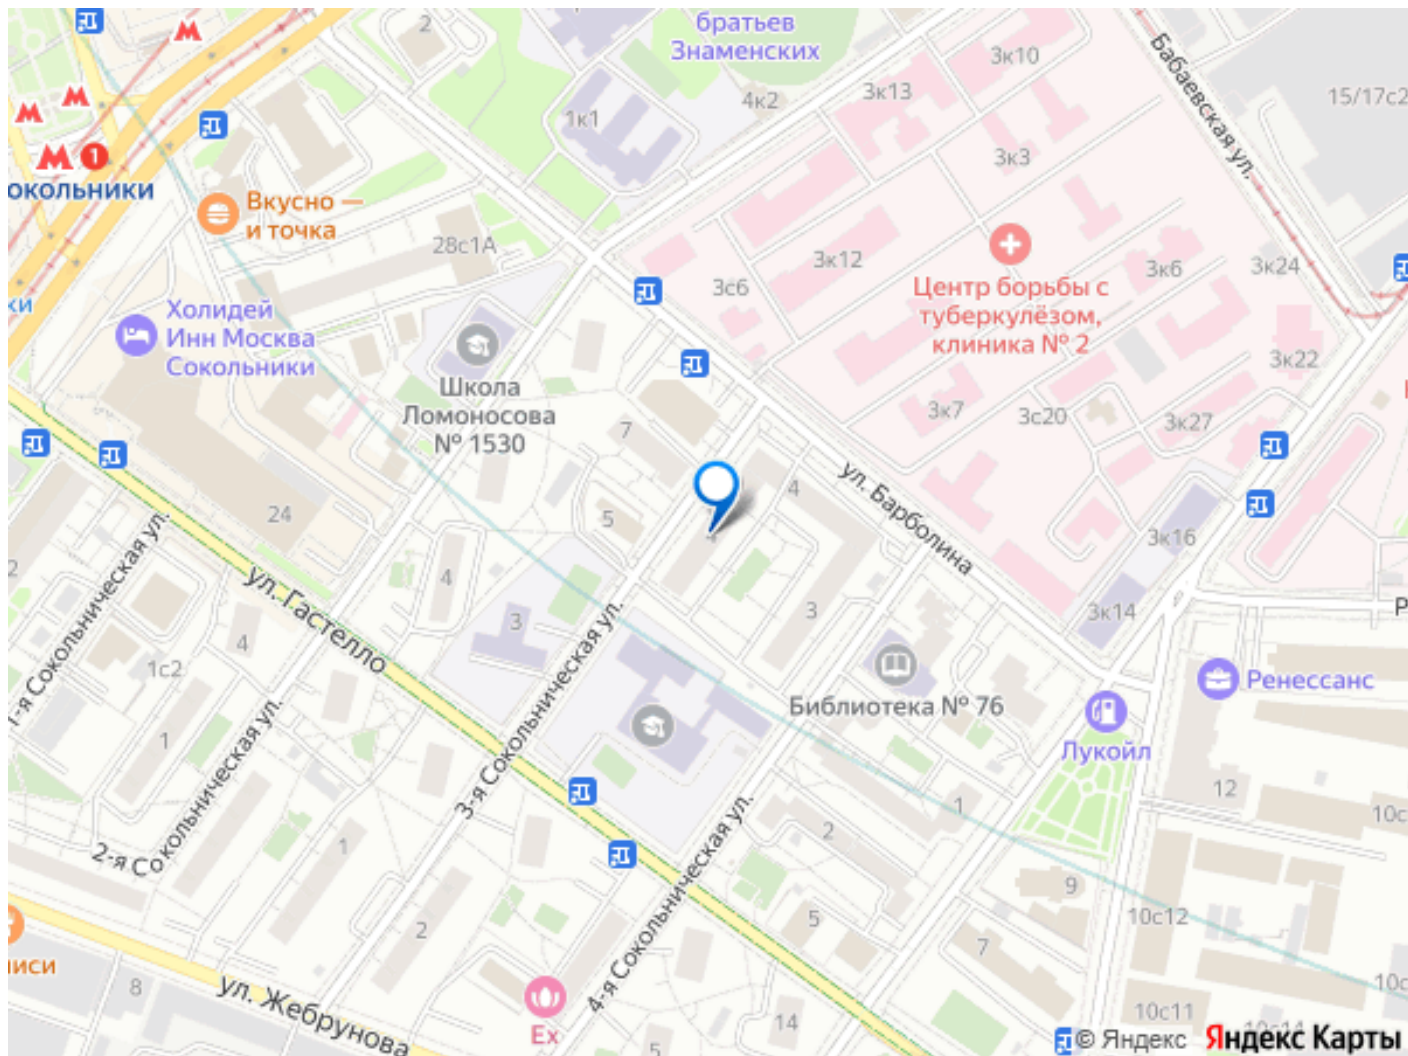 братьев
Знаменских
2
3к10
3к13
4к2
1к1
Бабаевская ул.
15/17с2
3к3
1
ОКОЛЬНИКИ
Вкусно —
и точка
28с1А
3к12
3с6
3к6
3к24
Центр борьбы с
туберкулёзом,
клиника № 2
Холидей
Инн Москва
Сокольники
Школа
Ломоносова
№ 1530
3к22
3к7
3с20
3к27
7
4
ул. Барболина
24
5
4
3к16
1-я Сокольническая ул.
ул. Гастелло
4
3
3
3к14
4
1с2
3-я Сокольническая ул.
Библиотека № 76
Ренессанс
Лукойл
1
2-я Сокольническая ул.
12
1
10с
1
2
4-я Сокольническая ул.
9
5
10с12
2
7
иси
8
ул. Жебрунова
Ex
14
10с11
5
© Яндекс
Яндекс Карты